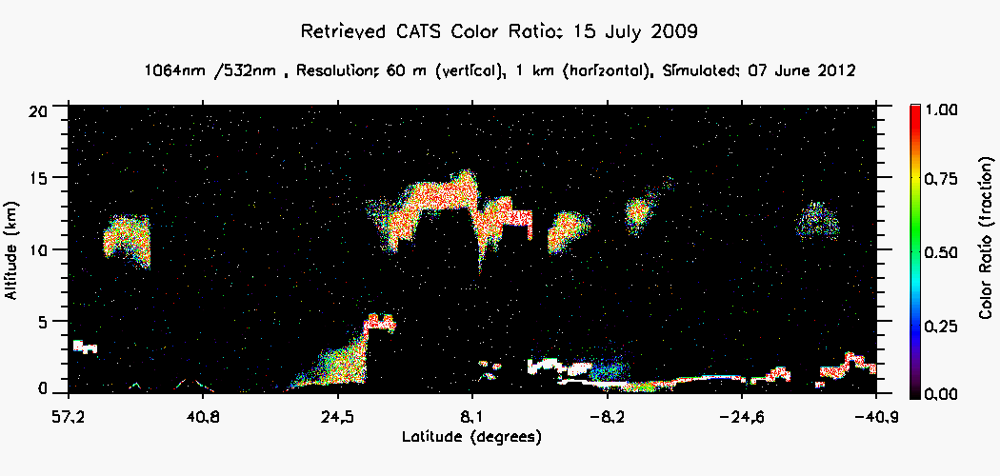 Retrieved CATS Color Ratio: 15 July 2009
1064nm /532nm , Resolution: 60 m (vertical), 1 km (horizontal), Simulated: 07 June 2012
20
15
10
5
0
Altitude (km)
57.2 40.8 24.5 8.1 -8.2 -24.6 -40.9
Latitude (degrees)
1.00
0.75
0.50
0.25
0.00
Color Ratio (fraction)